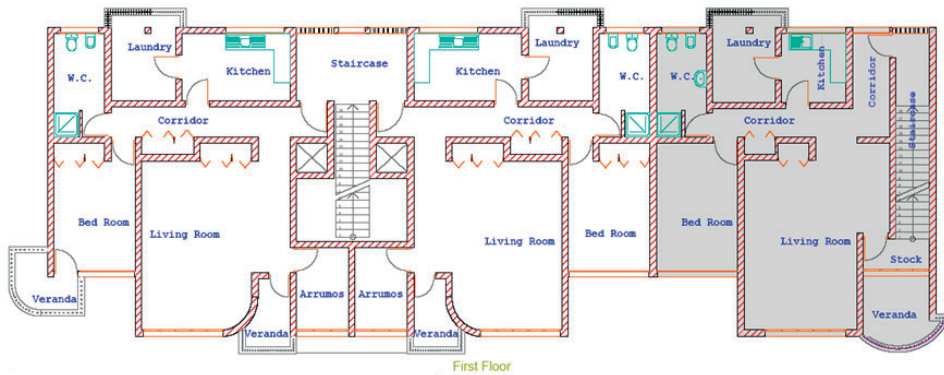 Laundry
W.C.
Kitchen
Staircase
Corridor
Bed Room
Living Room
Veranda
Veranda
Arrumos
Laundry
Kitchen
W.C.
Corridor
Living Room
Bed Room
Arrumos
Veranda
Laundry
W.C.
Kitchen
Corridor
Corridor
Staircase
Bed Room
Living Room
Stock
Veranda
First Floor